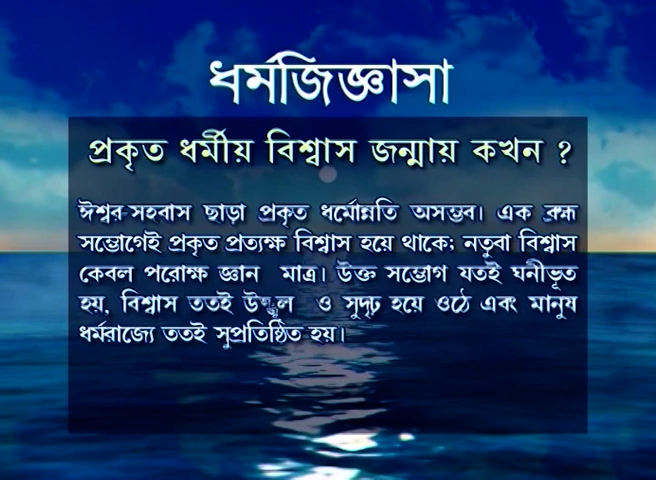 ধর্মজিজ্ঞাসা
প্রকৃত ধর্মীয় বিশ্বাস জন্মায় কখন ?
ঈশ্বর-সহবাস ছাড়া প্রকৃত ধর্মোন্নতি অসম্ভব। এক ব্রহ্ম
সম্ভোগেই প্রকৃত প্রত্যক্ষ বিশ্বাস হয়ে থাকে; নতুবা বিশ্বাস
কেবল পরোক্ষ জ্ঞান মাত্র। উক্ত সম্ভোগ যতই ঘনীভূত
হয়, বিশ্বাস ততই উজ্জ্বল ও সুদৃঢ় হয়ে ওঠে এবং মানুষ
ধর্মরাজ্যে ততই সুপ্রতিষ্ঠিত হয়।